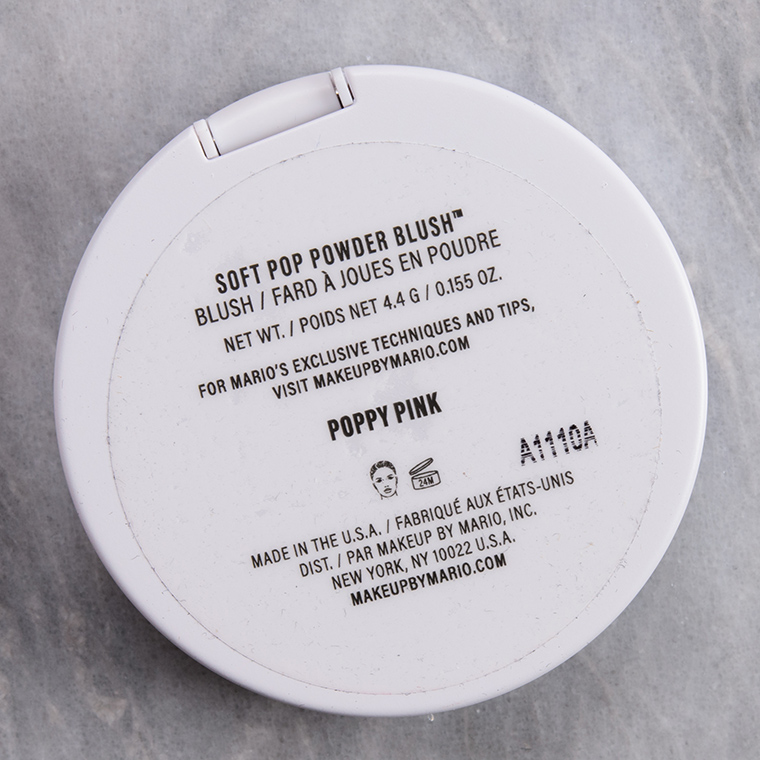 SOFT POP POWDER BLUSH™
BLUSH / FARD À JOUES EN POUDRE
NET WT. / POIDS NET 4.4 G / 0.155 OZ.
FOR MARIO'S EXCLUSIVE TECHNIQUES AND TIPS,
VISIT MAKEUPBYMARIO.COM
POPPY PINK
A1110A
24M
MADE IN THE U.S.A. / FABRIQUÉ AUX ÉTATS-UNIS
DIST. / PAR MAKEUP BY MARIO, INC.
NEW YORK, NY 10022 U.S.A.
MAKEUPBYMARIO.COM